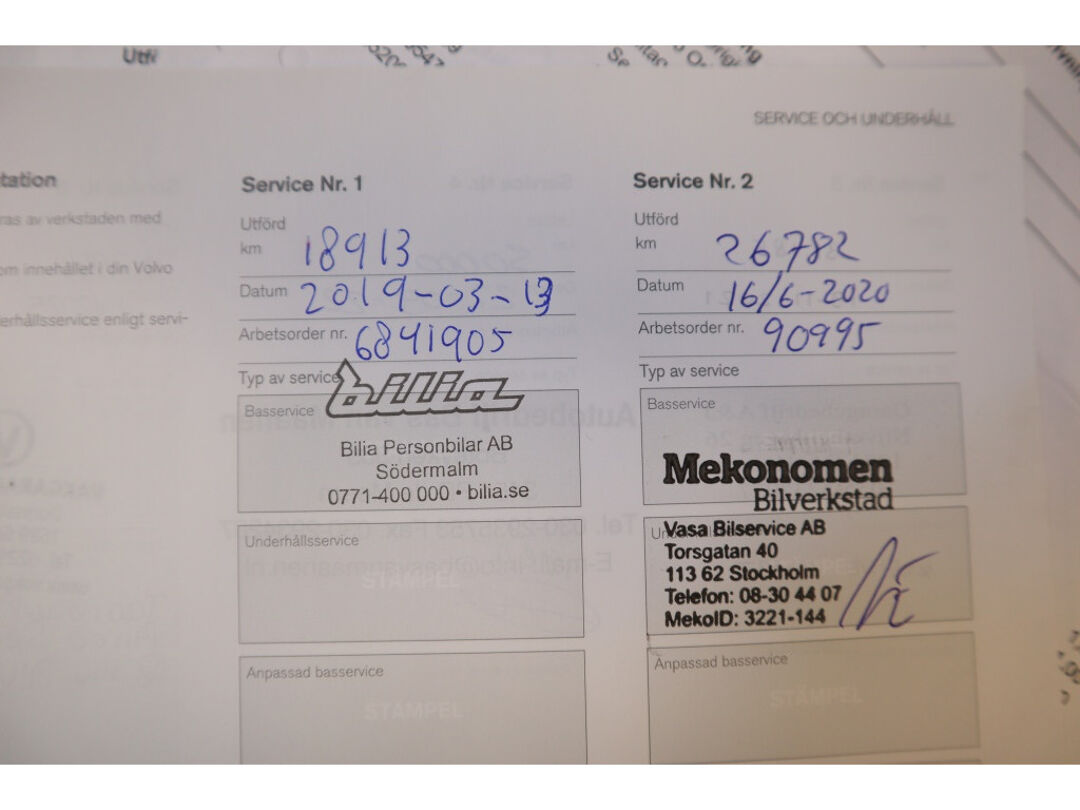 Utfr
SERVICE OCH UNDERHÅLL
tation
ras av verkstaden med
om innehållet i din Volvo
erhållsservice enligt servi-
Service Nr. 1
Utförd
km 18913
Datum 2019-03-13
Arbetsorder nr. 6841905
Typ av service
bilia
Basservice
Bilia Personbilar AB
Södermalm
0771-400 000 • bilia.se
Underhållsservice
STÄMPEL
Anpassad basservice
STÄMPEL
Service Nr. 2
Utförd
km 26782
Datum 16/6-2020
Arbetsorder nr. 90995
Typ av service
Basservice
Mekonomen
Bilverkstad
Vasa Bilservice AB
Torsgatan 40
113 62 Stockholm
Telefon: 08-30 44 07
MekoID: 3221-144
Anpassad basservice
STÄMPEL